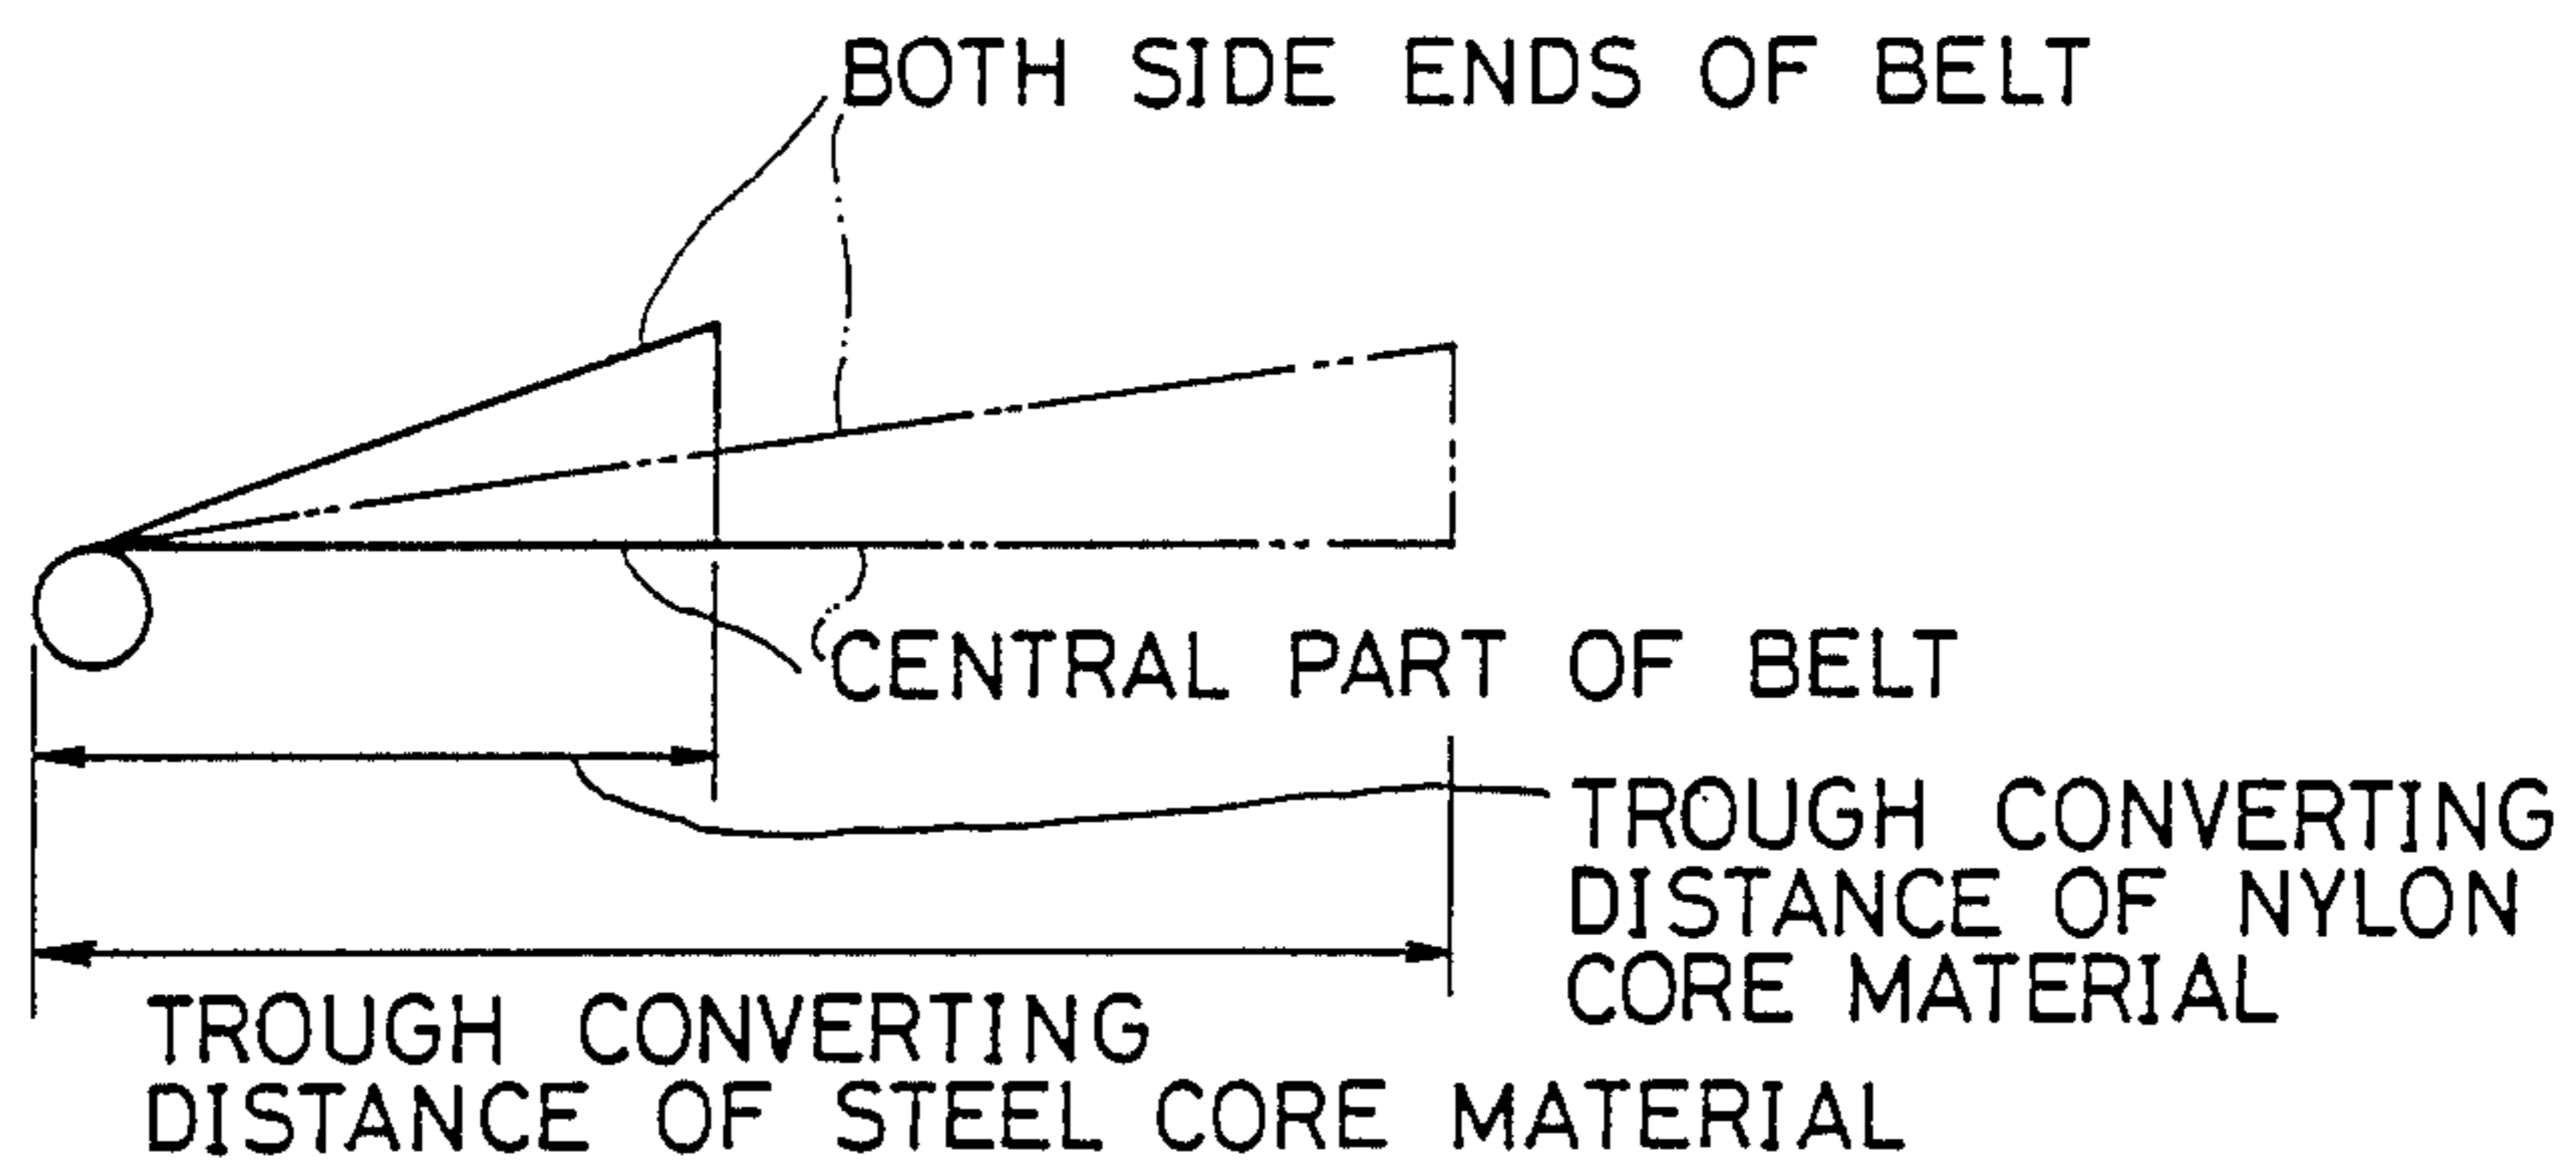 BOTH SIDE ENDS OF BELT
CENTRAL PART OF BELT
TROUGH CONVERTING
DISTANCE OF NYLON
CORE MATERIAL
TROUGH CONVERTING
DISTANCE OF STEEL CORE MATERIAL